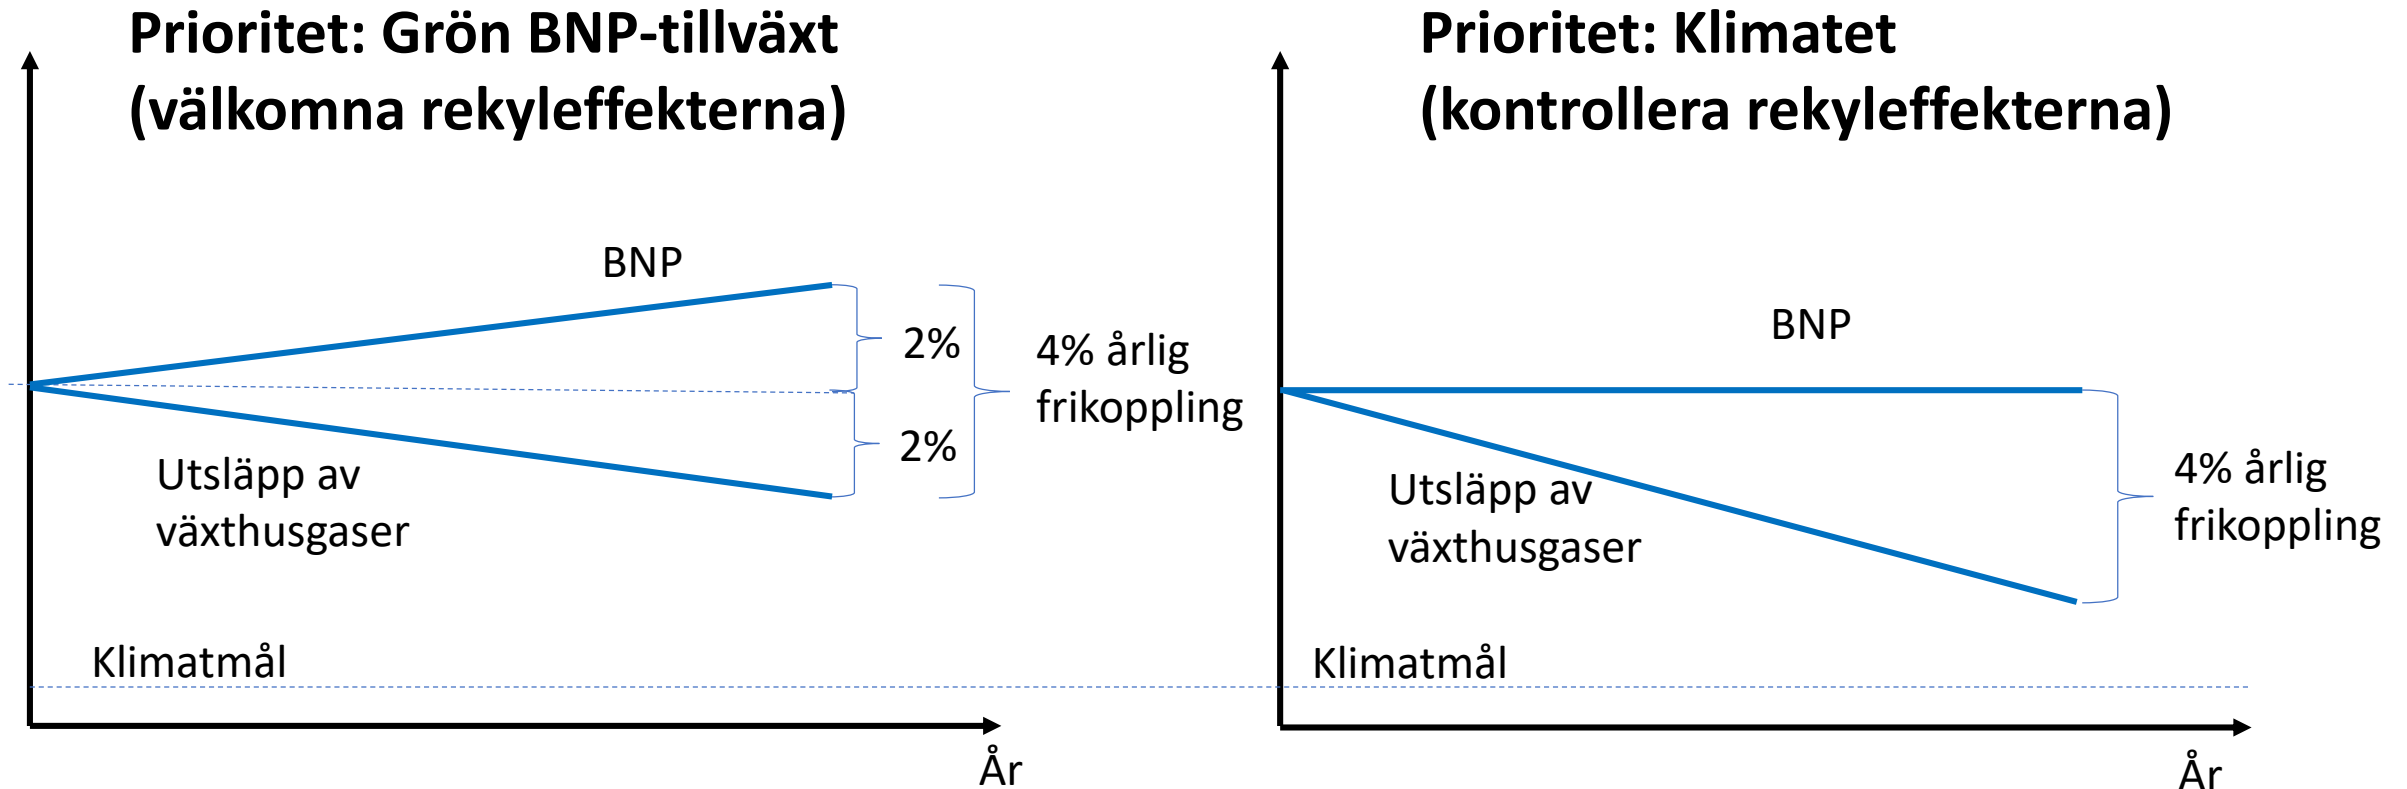 Prioritet: Grön BNP-tillväxt
(välkomna rekyleffekterna)
BNP
2%
4% årlig
frikoppling
2%
Utsläpp av
växthusgaser
Klimatmål
År
Prioritet: Klimatet
(kontrollera rekyleffekterna)
BNP
4% årlig
frikoppling
Utsläpp av
växthusgaser
Klimatmål
År